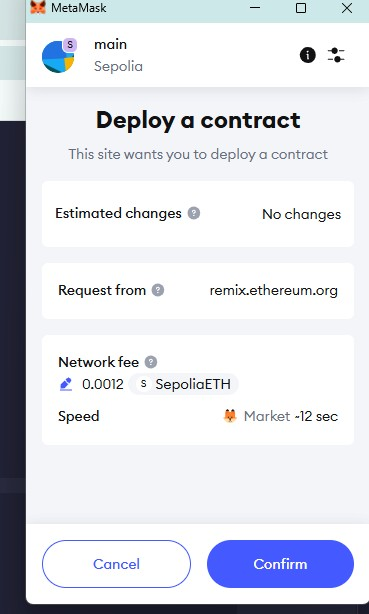 MetaMask
S
main
Sepolia
Deploy a contract
This site wants you to deploy a contract
Estimated changes ? No changes
Request from ? remix.ethereum.org
Network fee ?
0.0012 S SepoliaETH
Speed Market ~12 sec
Cancel Confirm